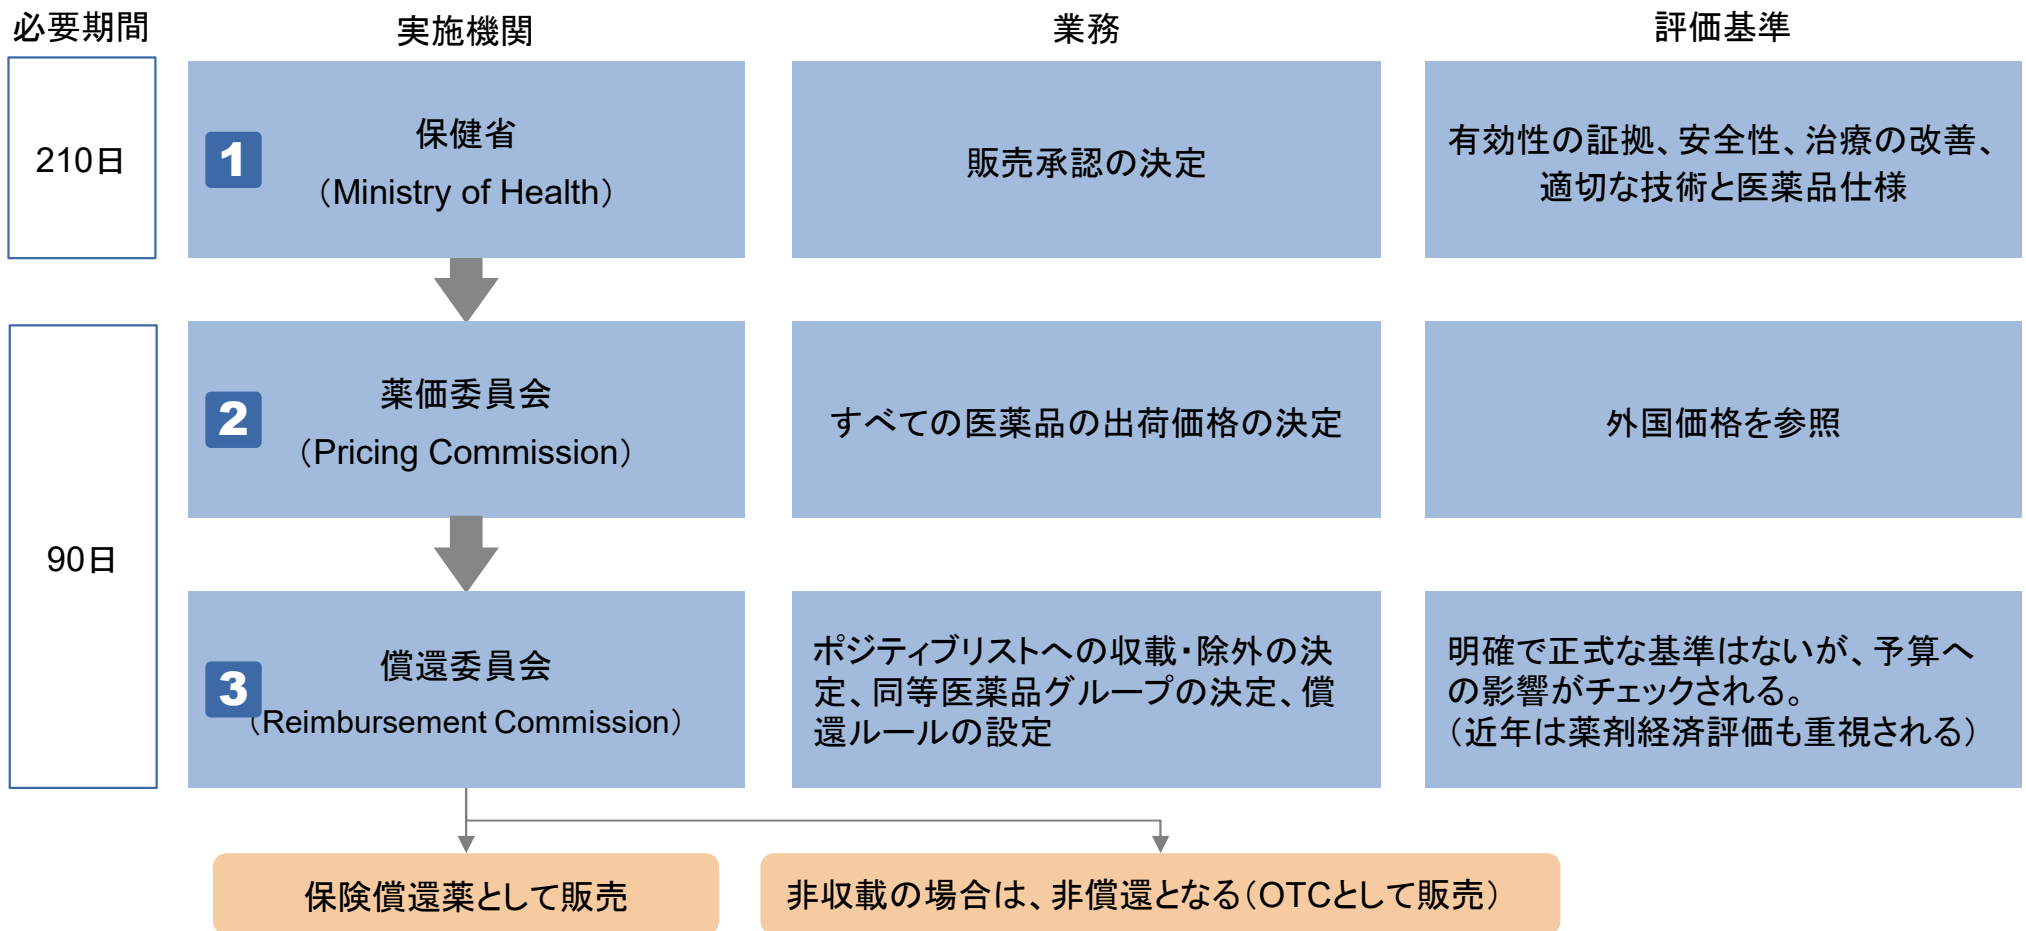 必要期間
実施機関
業務
評価基準
210日
1
保健省
（Ministry of Health）
販売承認の決定
有効性の証拠、安全性、治療の改善、
適切な技術と医薬品仕様
90日
2
薬価委員会
（Pricing Commission）
すべての医薬品の出荷価格の決定
外国価格を参照
3
償還委員会
（Reimbursement Commission）
ポジティブリストへの収載・除外の決
定、同等医薬品グループの決定、償
還ルールの設定
明確で正式な基準はないが、予算へ
の影響がチェックされる。
（近年は薬剤経済評価も重視される）
保険償還薬として販売
非収載の場合は、非償還となる（OTCとして販売）